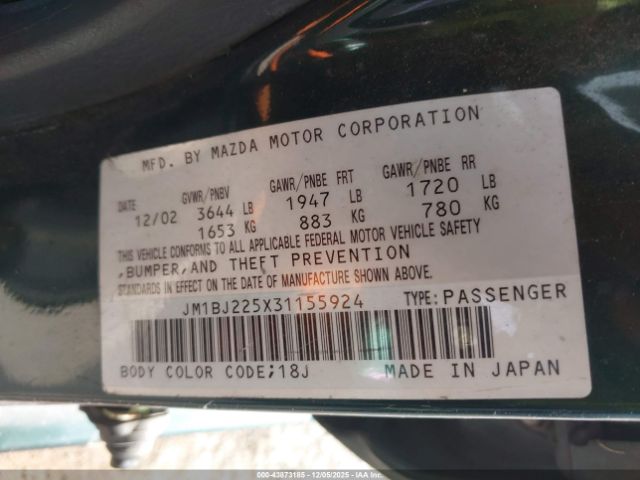 MFD. BY MAZDA MOTOR CORPORATION
DATE GVWR/PNBV GAWR/PNBE FRT GAWR/PNBE RR
12/02 3644 LB 1947 LB 1720 LB
1653 KG 883 KG 780 KG
THIS VEHICLE CONFORMS TO ALL APPLICABLE FEDERAL MOTOR VEHICLE SAFETY
,BUMPER,AND THEFT PREVENTION
STANDARDS IN EFFECT ON THE DATE OF MANUFACTURE SHOWN ABOVE.
JM1BJ225X31155924 TYPE:PASSENGER
BODY COLOR CODE;18J MADE IN JAPAN
000-43873185 - 12/05/2025 - IAA, Inc.